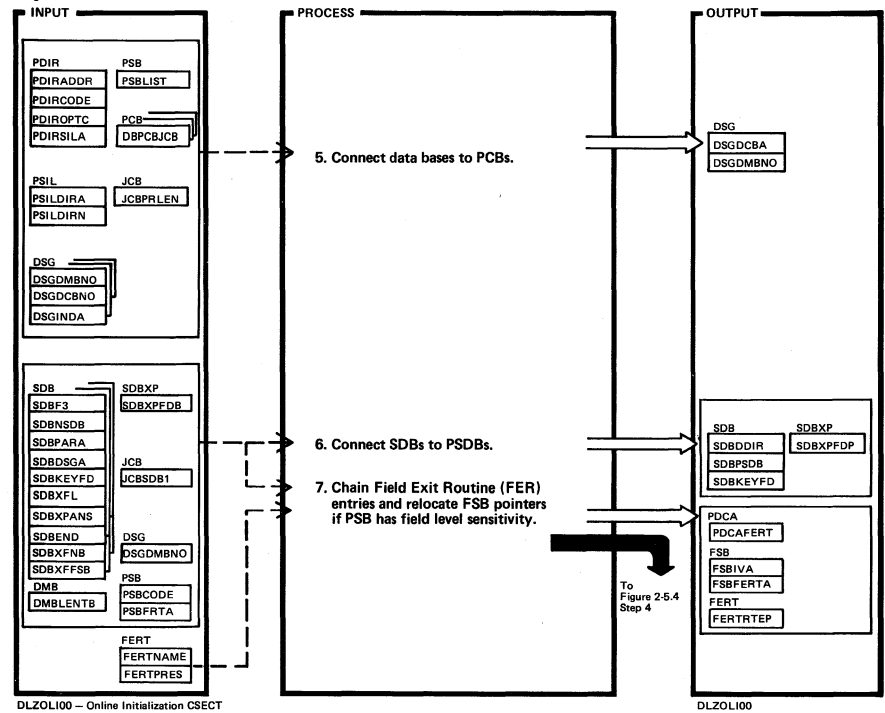 INPUT
PDIR
PDIRADDR
PDIRCODE
PDIROPTC
PDIRSILA
PSB
PSBLIST
PCB
DBPCBJCB
PSIL
PSILDIRA
PSILDIRN
JCB
JCBPRLEN
DSG
DSGDMBNO
DSGDCBNO
DSGINDA
SDB
SDBF3
SDBNSDB
SDBPARA
SDBDSGA
SDBKEYFD
SDBXFL
SDBXPANS
SDBEND
SDBXFNB
SDBXFFSB
DMB
DMBLENTB
SDBXP
SDBXPFDB
JCB
JCBSDB1
DSG
DSGDMBNO
PSB
PSBCODE
PSBFRTA
FERT
FERTNAME
FERTPRES
DLZOLI00 – Online Initialization CSECT
PROCESS
5. Connect data bases to PCBs.
6. Connect SDBs to PSDBs.
7. Chain Field Exit Routine (FER)
entries and relocate FSB pointers
if PSB has field level sensitivity.
To
Figure 2-5.4
Step 4
OUTPUT
DSG
DSGDCBA
DSGDMBNO
SDB
SDBDDIR
SDBPSDB
SDBKEYFD
SDBXP
SDBXPFDP
PDCA
PDCAFERT
FSB
FSBIVA
FSBFERTA
FERT
FERTRTEP
DLZOLI00